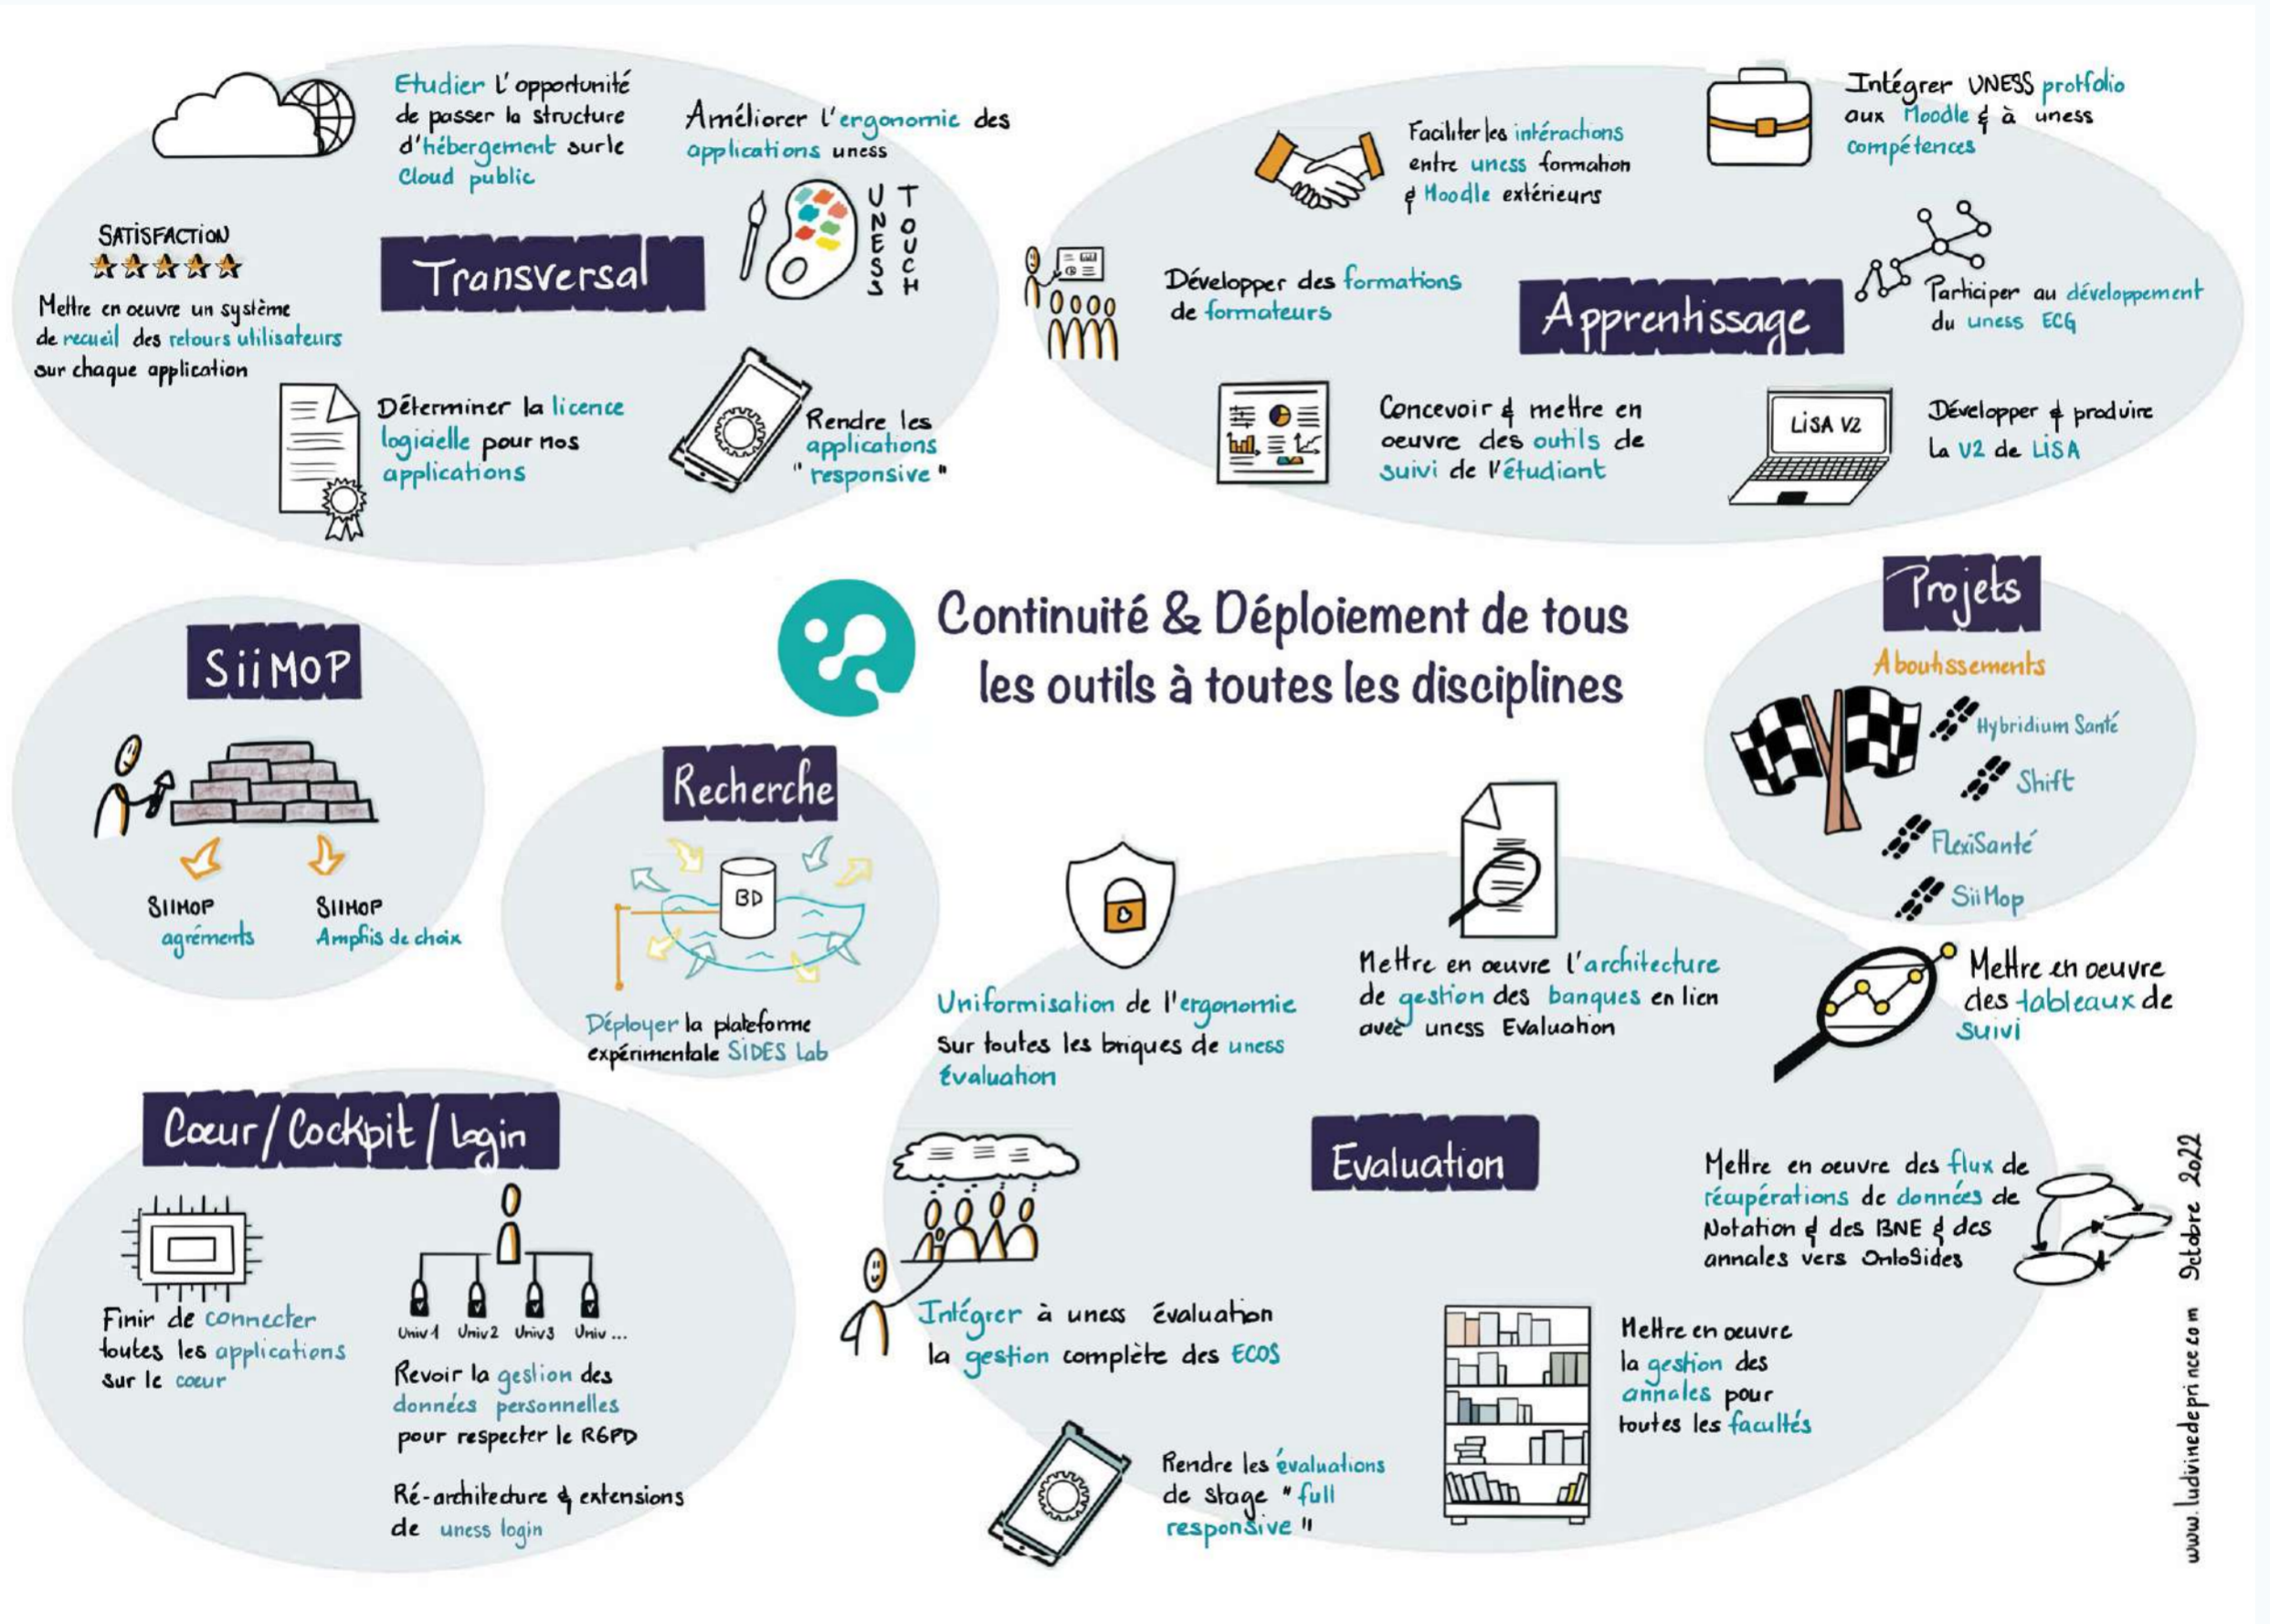 Etudier l'opportunité
de passer la structure
d'hébergement sur le
Cloud public
Améliorer l'ergonomie des
applications uness
UNESS
TOUCH
SATISFACTION
Transversal
Mettre en oeuvre un système
de recueil des retours utilisateurs
sur chaque application
Déterminer la licence
logicielle pour nos
applications
Rendre les
applications
"responsive"
Faciliter les intéractions
entre uness formation
& Moodle extérieurs
Intégrer UNESS protfolio
aux Moodle & à uness
compétences
Développer des formations
de formateurs
Apprentissage
Participer au développement
du uness ECG
Concevoir & mettre en
oeuvre des outils de
suivi de l'étudiant
LiSA V2
Développer & produire
La V2 de LiSA
Continuité & Déploiement de tous
les outils à toutes les disciplines
Projets
Aboutissements
Hybridium Santé
Shift
FlexiSanté
SiiMop
SiiMOP
SIIMOP
agréments
SIIMOP
Amphis de choix
Recherche
BD
Déployer la plateforme
expérimentale SIDES Lab
Uniformisation de l'ergonomie
sur toutes les briques de uness
évaluation
Mettre en oeuvre l'architecture
de gestion des banques en lien
avec uness Evaluation
Mettre en oeuvre
des tableaux de
suivi
Coeur/Cockpit/Login
Finir de connecter
toutes les applications
sur le coeur
Univ 1 Univ 2 Univ 3 Univ ...
Revoir la gestion des
données personnelles
pour respecter le RGPD
Ré-architecture & extensions
de uness login
Evaluation
Mettre en oeuvre des flux de
récupérations de données de
Notation & des BNE & des
annales vers OntoSides
Intégrer à uness évaluation
la gestion complète des ECOS
Mettre en oeuvre
la gestion des
annales pour
toutes les facultés
Rendre les évaluations
de stage "full
responsive"
www.ludvinedeprince.com Octobre 2022